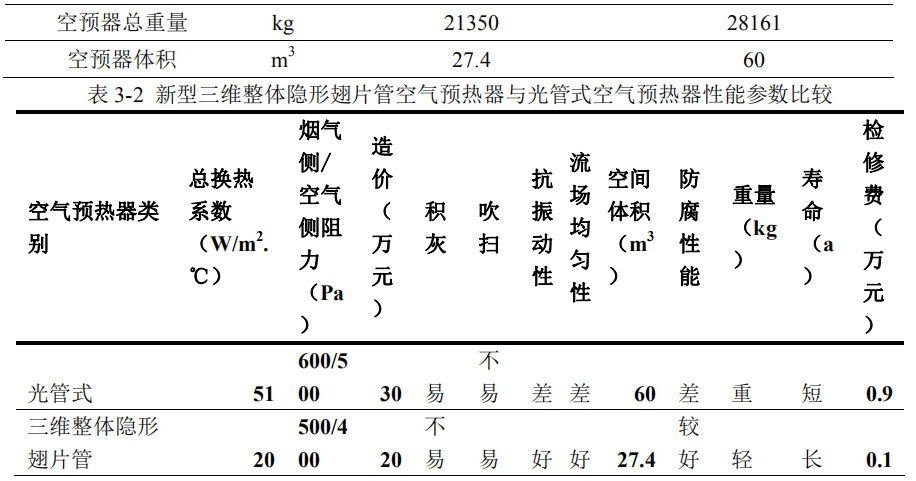 空预器总重量 kg 21350 28161
空预器体积 m³ 27.4 60
表 3-2 新型三维整体隐形翅片管空气预热器与光管式空气预热器性能参数比较
空气预热器类别 总换热系数（W/m².℃） 烟气侧/空气侧阻力（Pa） 造价（万元） 积灰 吹扫 抗振动性 流场均匀性 空间体积（m³） 防腐性能 重量（kg） 寿命（a） 检修费（万元）
光管式 51 600/500 30 易 不易 差 差 60 差 重 短 0.9
三维整体隐形翅片管 20 500/400 20 不易 易 好 好 27.4 较好 轻 长 0.1